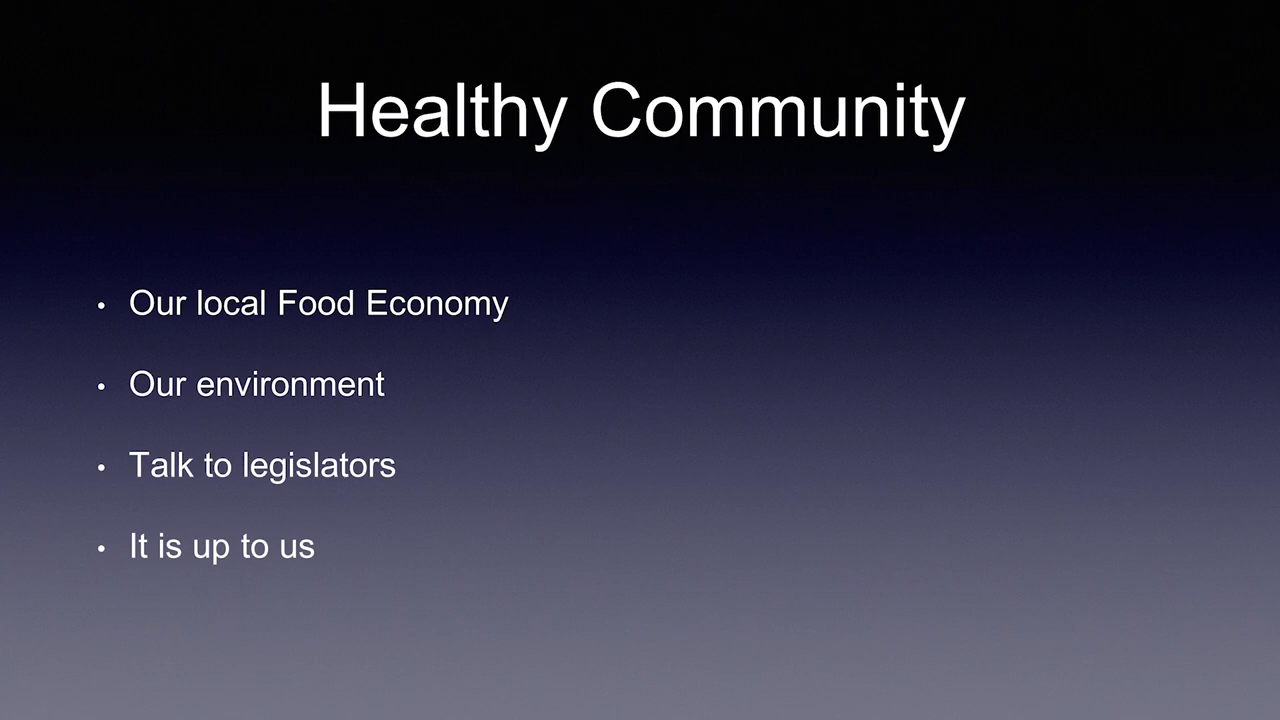 Healthy Community
• Our local Food Economy
• Our environment
• Talk to legislators
• It is up to us